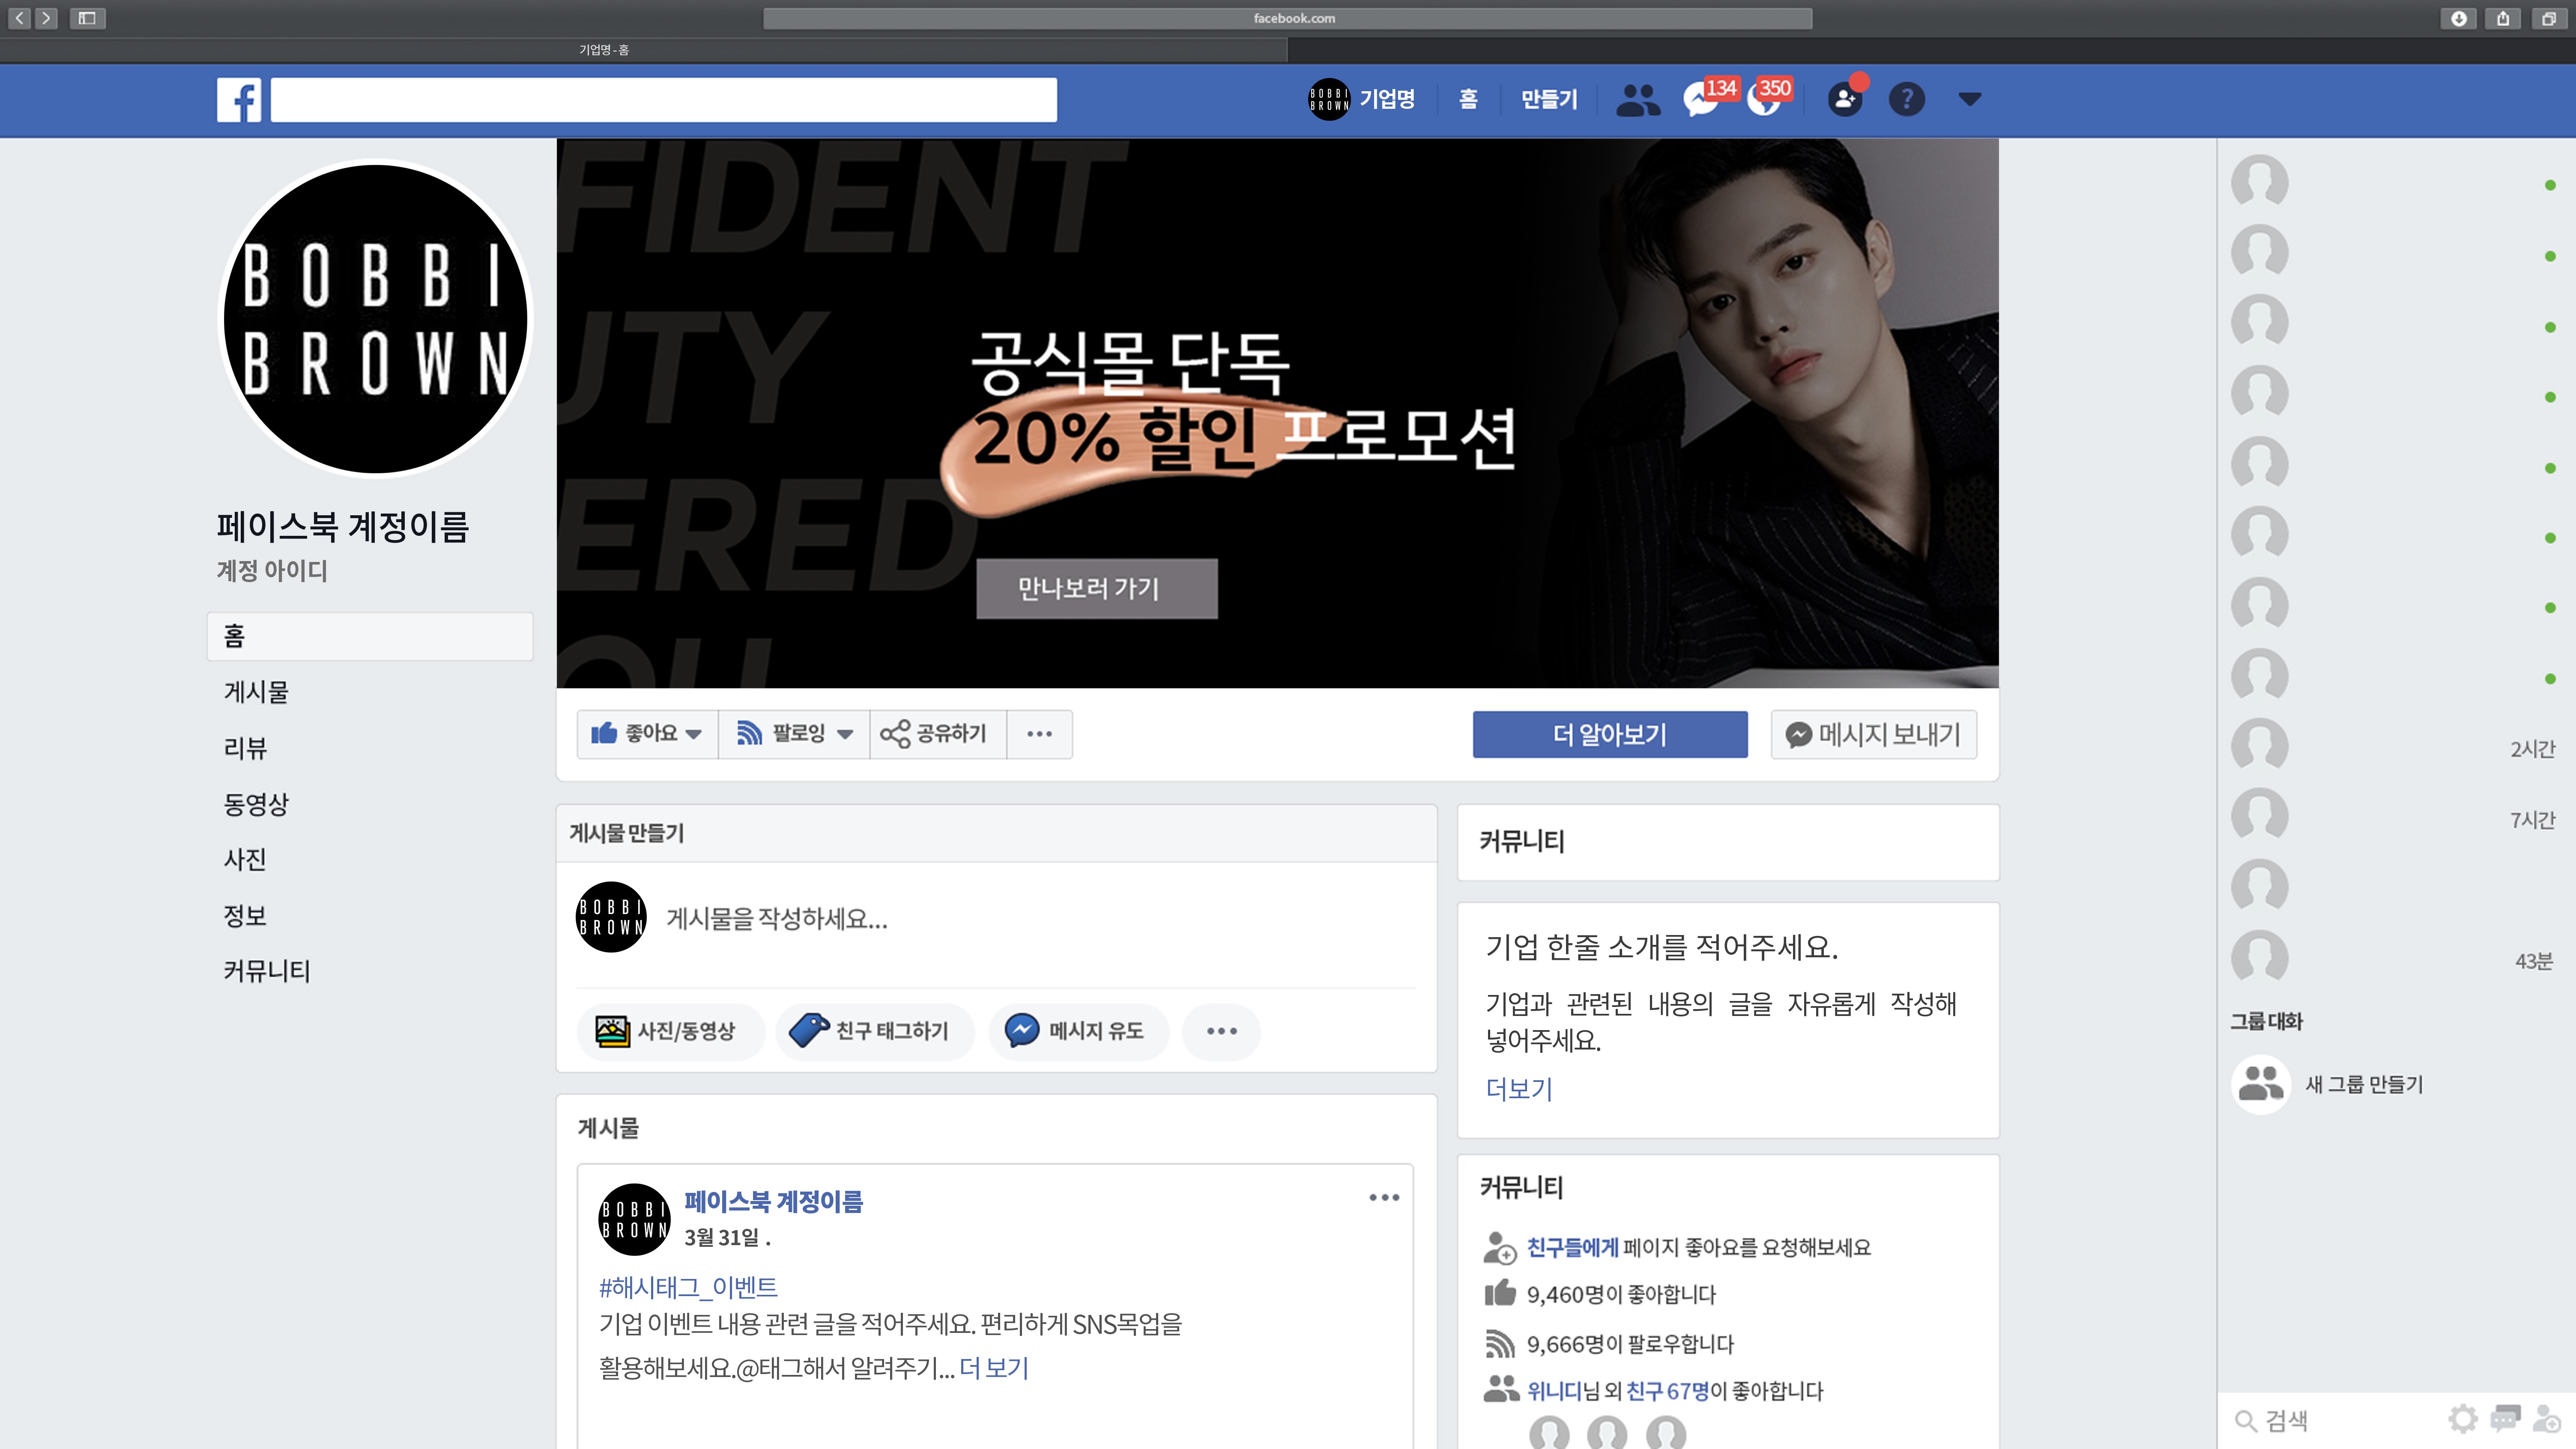 facebook.com
기업명 - 홈
BOBBI
BROWN
기업명
홈
만들기
134
350
?
BOBBI
BROWN
페이스북 계정이름
계정 아이디
홈
게시물
리뷰
동영상
사진
정보
커뮤니티
FIDENT
UTY
ERED
OU
공식몰 단독
20% 할인 프로모션
만나보러 가기
좋아요
팔로잉
공유하기
더 알아보기
메시지 보내기
게시물 만들기
BOBBI
BROWN
게시물을 작성하세요...
사진/동영상
친구 태그하기
메시지 유도
게시물
BOBBI
BROWN
페이스북 계정이름
3월 31일 .
#해시태그_이벤트
기업 이벤트 내용 관련 글을 적어주세요. 편리하게 SNS목업을
활용해보세요.@태그해서 알려주기... 더 보기
커뮤니티
기업 한줄 소개를 적어주세요.
기업과 관련된 내용의 글을 자유롭게 작성해
넣어주세요.
더보기
커뮤니티
친구들에게 페이지 좋아요를 요청해보세요
9,460명이 좋아합니다
9,666명이 팔로우합니다
위니디님 외 친구 67명이 좋아합니다
2시간
7시간
43분
그룹 대화
새 그룹 만들기
검색